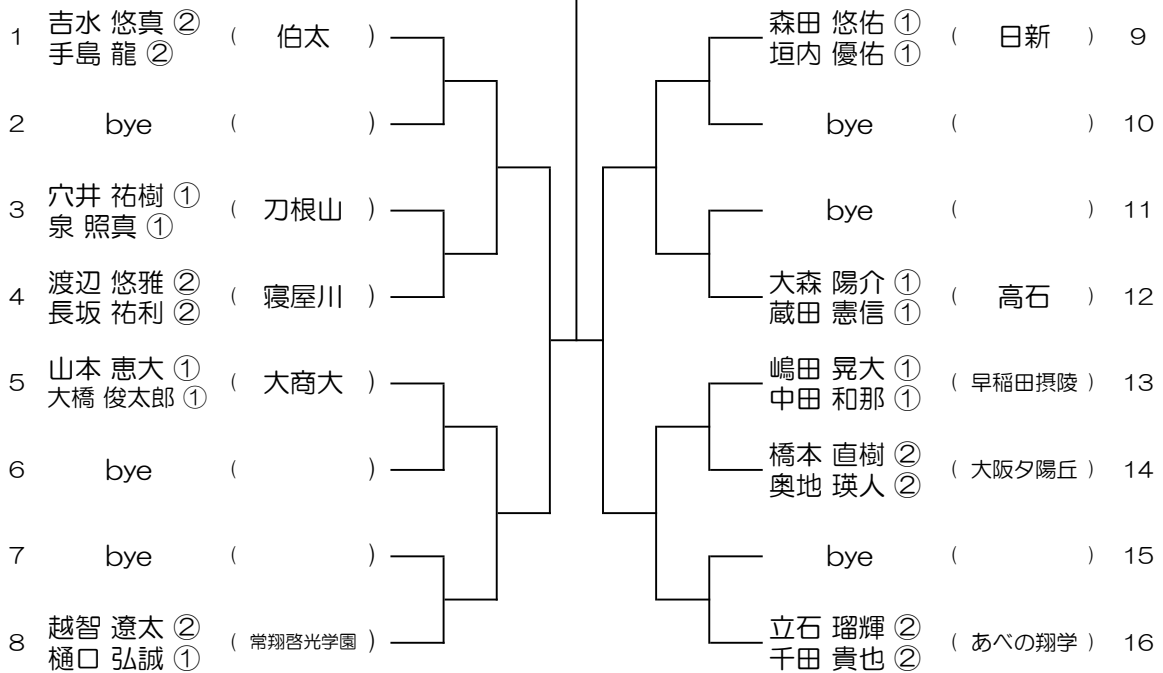 1 吉水 悠真 ② ( 伯太 )
手島 龍 ②
2 bye ( )
3 穴井 祐樹 ① ( 刀根山 )
泉 照真 ①
4 渡辺 悠雅 ② ( 寝屋川 )
長坂 祐利 ②
5 山本 恵大 ① ( 大商大 )
大橋 俊太郎 ①
6 bye ( )
7 bye ( )
8 越智 遼太 ② ( 常翔啓光学園 )
樋口 弘誠 ①
森田 悠佑 ① ( 日新 ) 9
垣内 優佑 ①
bye ( ) 10
bye ( ) 11
大森 陽介 ① ( 高石 ) 12
蔵田 憲信 ①
嶋田 晃大 ① ( 早稲田摂陵 ) 13
中田 和那 ①
橋本 直樹 ② ( 大阪夕陽丘 ) 14
奥地 瑛人 ②
bye ( ) 15
立石 瑠輝 ② ( あべの翔学 ) 16
千田 貴也 ②